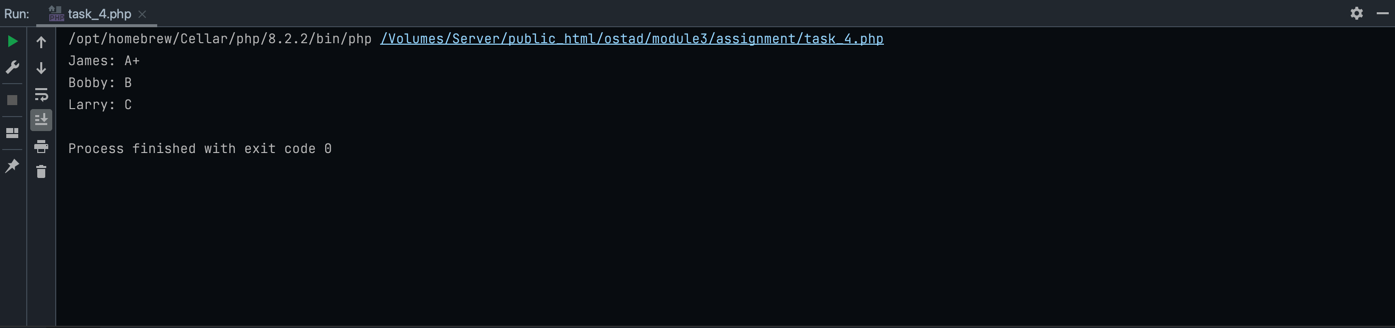 Run: task_4.php
/opt/homebrew/Cellar/php/8.2.2/bin/php /Volumes/Server/public_html/ostad/module3/assignment/task_4.php
James: A+
Bobby: B
Larry: C
Process finished with exit code 0